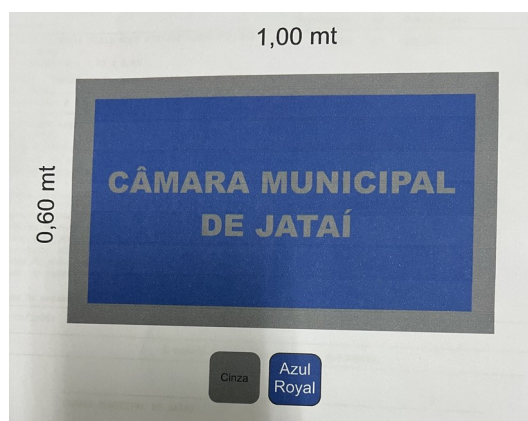 1,00 mt
0,60 mt
CÂMARA MUNICIPAL
DE JATAÍ
Cinza
Azul
Royal